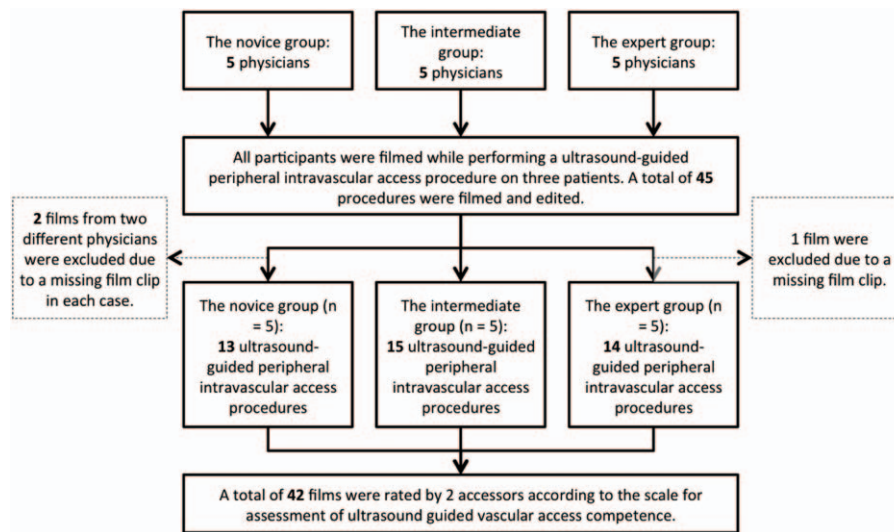 The novice group:
5 physicians
The intermediate
group:
5 physicians
The expert group:
5 physicians
All participants were filmed while performing a ultrasound-guided
peripheral intravascular access procedure on three patients. A total of 45
procedures were filmed and edited.
2 films from two
different physicians
were excluded due
to a missing film clip
in each case.
1 film were
excluded due to a
missing film clip.
The novice group (n
= 5):
13 ultrasound-
guided peripheral
intravascular access
procedures
The intermediate
group (n = 5):
15 ultrasound-guided
peripheral
intravascular access
procedures
The expert group (n
= 5):
14 ultrasound-
guided peripheral
intravascular access
procedures
A total of 42 films were rated by 2 accessors according to the scale for
assessment of ultrasound guided vascular access competence.